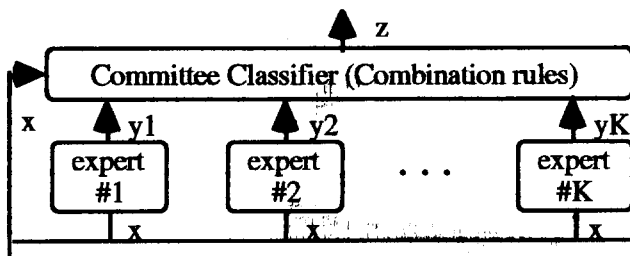 z
Committee Classifier (Combination rules)
x y1 y2 yK
expert #1 expert #2 . . . expert #K
x x x